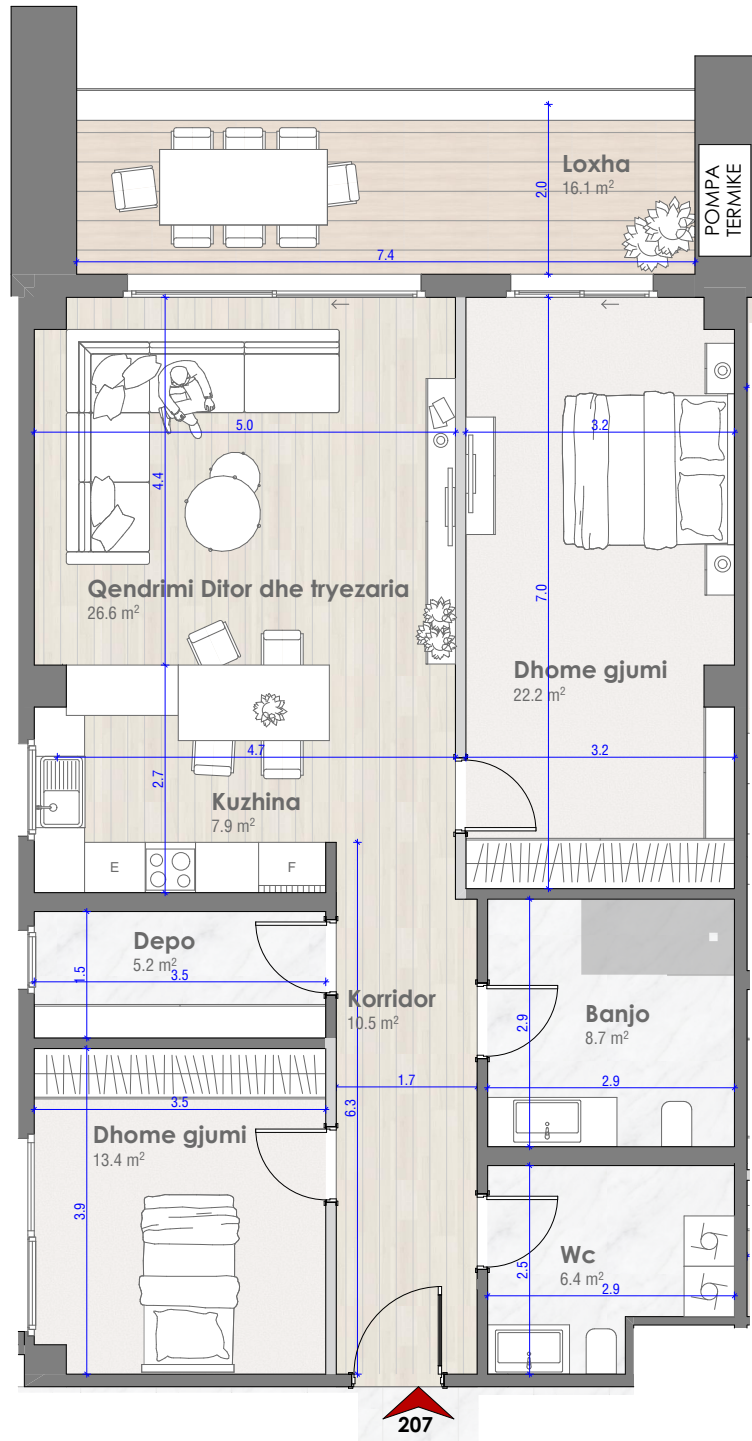 Loxha
16.1 m²
2.0
POMPA
TERMIKE
7.4
5.0
3.2
4.4
Qendrimi Ditor dhe tryezaria
26.6 m²
7.0
Dhome gjumi
22.2 m²
4.7
3.2
2.7
Kuzhina
7.9 m²
E
F
Depo
5.2 m²
1.5
3.5
Korridor
10.5 m²
Banjo
8.7 m²
2.9
2.9
1.7
6.3
3.5
Dhome gjumi
13.4 m²
3.9
Wc
6.4 m²
2.5
2.9
207